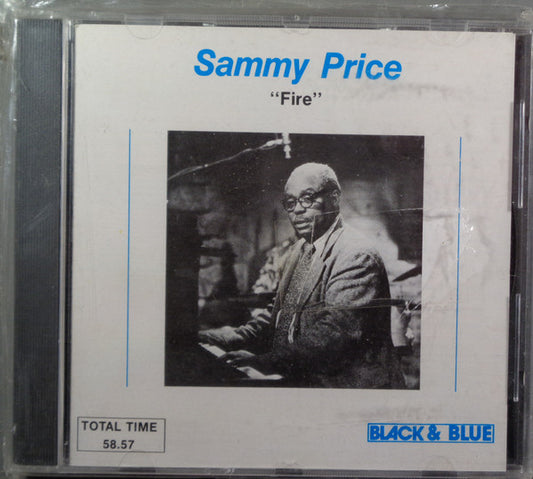 Sammy Price
“Fire”
TOTAL TIME
58.57
BLACK & BLUE